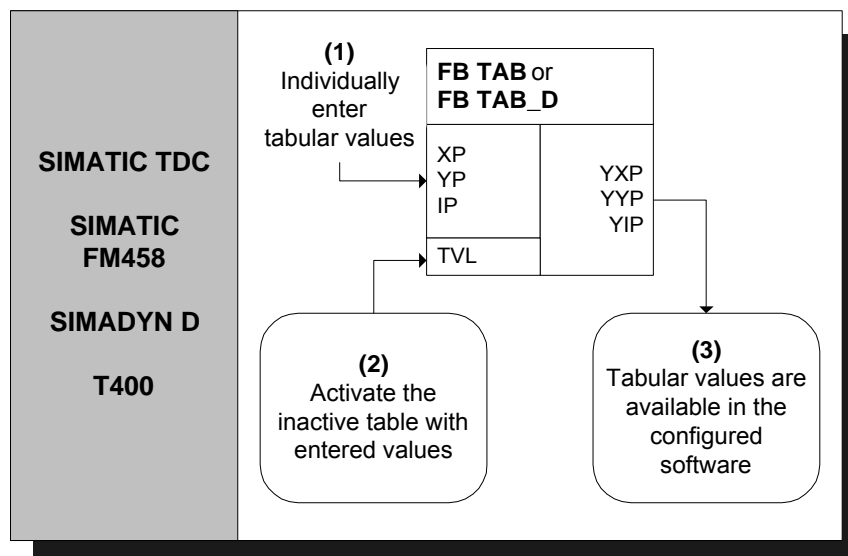 SIMATIC TDC
SIMATIC
FM458
SIMADYN D
T400
(1)
Individually
enter
tabular values
FB TAB or
FB TAB_D
XP
YP
IP
TVL
YXP
YYP
YIP
(2)
Activate the
inactive table with
entered values
(3)
Tabular values are
available in the
configured
software